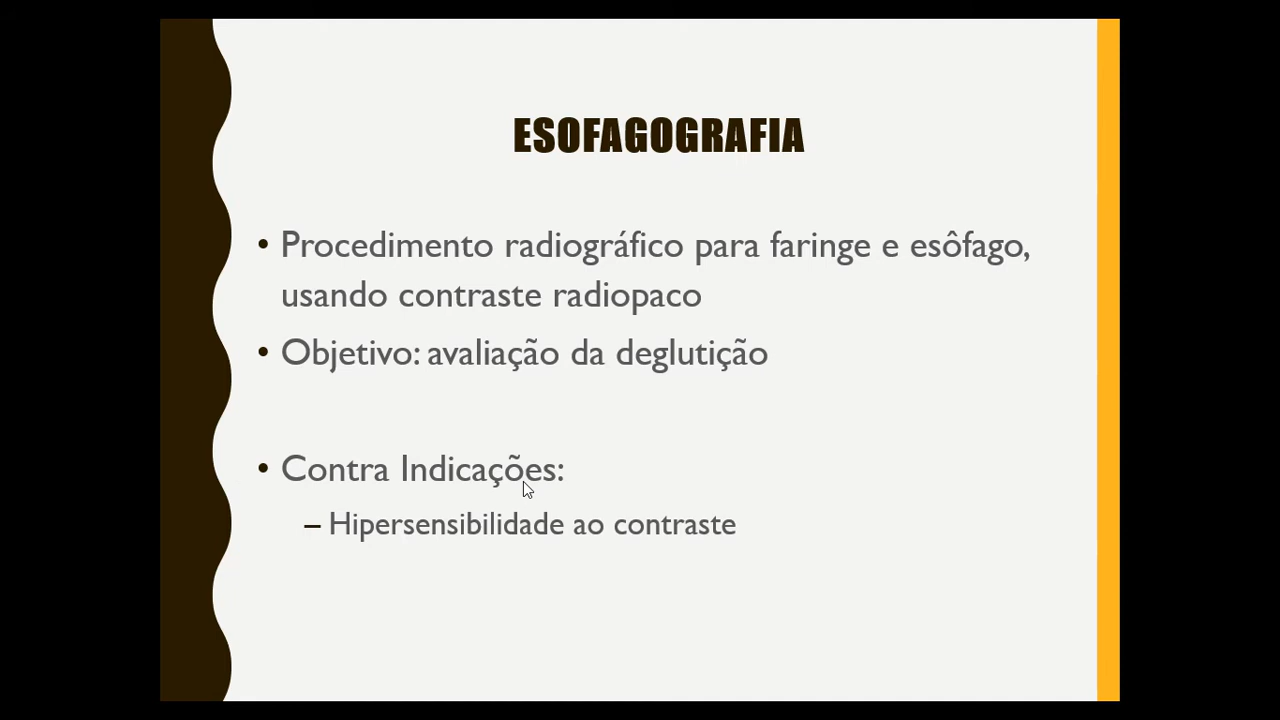 ESOFAGOGRAFIA
• Procedimento radiográfico para faringe e esôfago,
usando contraste radiopaco
• Objetivo: avaliação da deglutição
• Contra Indicações:
– Hipersensibilidade ao contraste